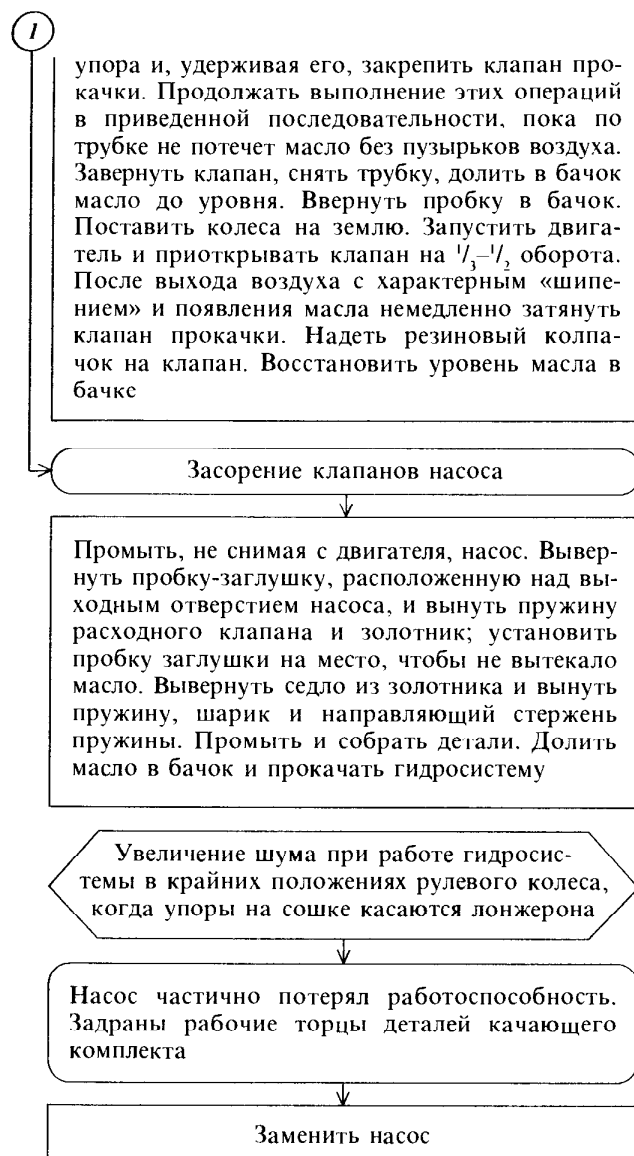 1
упора и, удерживая его, закрепить клапан про-
качки. Продолжать выполнение этих операций
в приведенной последовательности, пока по
трубке не потечет масло без пузырьков воздуха.
Завернуть клапан, снять трубку, долить в бачок
масло до уровня. Ввернуть пробку в бачок.
Поставить колеса на землю. Запустить двига-
тель и приоткрывать клапан на 1/3–1/2 оборота.
После выхода воздуха с характерным «шипе-
нием» и появления масла немедленно затянуть
клапан прокачки. Надеть резиновый колпа-
чок на клапан. Восстановить уровень масла в
бачке
Засорение клапанов насоса
Промыть, не снимая с двигателя, насос. Вывер-
нуть пробку-заглушку, расположенную над вы-
ходным отверстием насоса, и вынуть пружину
расходного клапана и золотник; установить
пробку заглушки на место, чтобы не вытекало
масло. Вывернуть седло из золотника и вынуть
пружину, шарик и направляющий стержень
пружины. Промыть и собрать детали. Долить
масло в бачок и прокачать гидросистему
Увеличение шума при работе гидросис-
темы в крайних положениях рулевого колеса,
когда упоры на сошке касаются лонжерона
Насос частично потерял работоспособность.
Задраны рабочие торцы деталей качающего
комплекта
Заменить насос